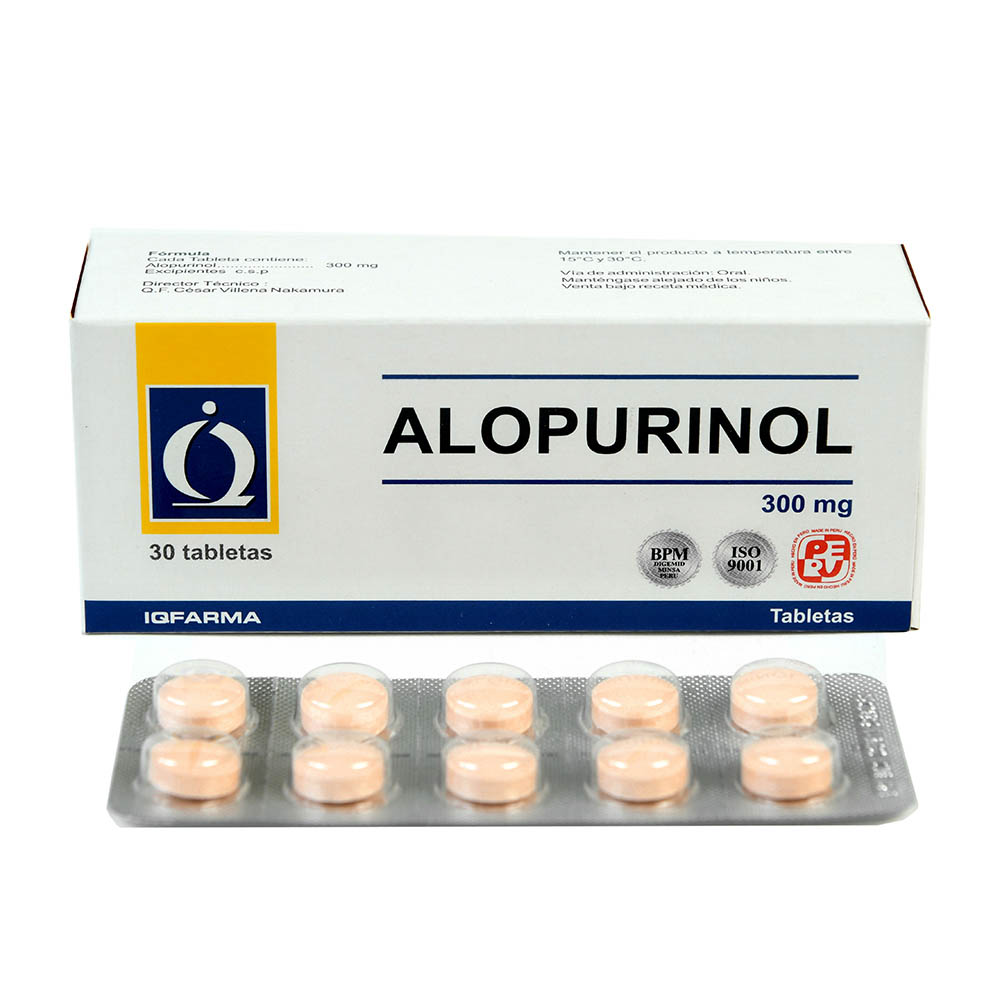 Fórmula
Cada Tableta contiene:
Alopurinol....................... 300 mg
Excipientes c.s.p
Director Técnico :
Q.F. César Villena Nakamura
Mantener el producto a temperatura entre
15°C y 30°C.
Vía de administración: Oral.
Manténgase alejado de los niños.
Venta bajo receta médica.
ALOPURINOL
300 mg
30 tabletas
BPM
DIGEMID
MINSA
PERU
ISO
9001
PERU
IQFARMA
Tabletas